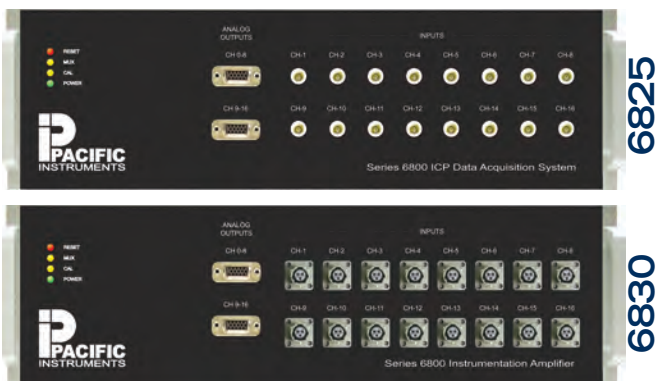 ANALOG
OUTPUTS
INPUTS
RESET
MUX
CAL
POWER
CH 0-8
CH-1 CH-2 CH-3 CH-4 CH-5 CH-6 CH-7 CH-8
CH 9-16
CH-9 CH-10 CH-11 CH-12 CH-13 CH-14 CH-15 CH-16
PACIFIC
INSTRUMENTS
Series 6800 ICP Data Acquisition System
6825
ANALOG
OUTPUTS
INPUTS
RESET
MUX
CAL
POWER
CH 0-8
CH-1 CH-2 CH-3 CH-4 CH-5 CH-6 CH-7 CH-8
CH 9-16
CH-9 CH-10 CH-11 CH-12 CH-13 CH-14 CH-15 CH-16
PACIFIC
INSTRUMENTS
Series 6800 Instrumentation Amplifier
6830